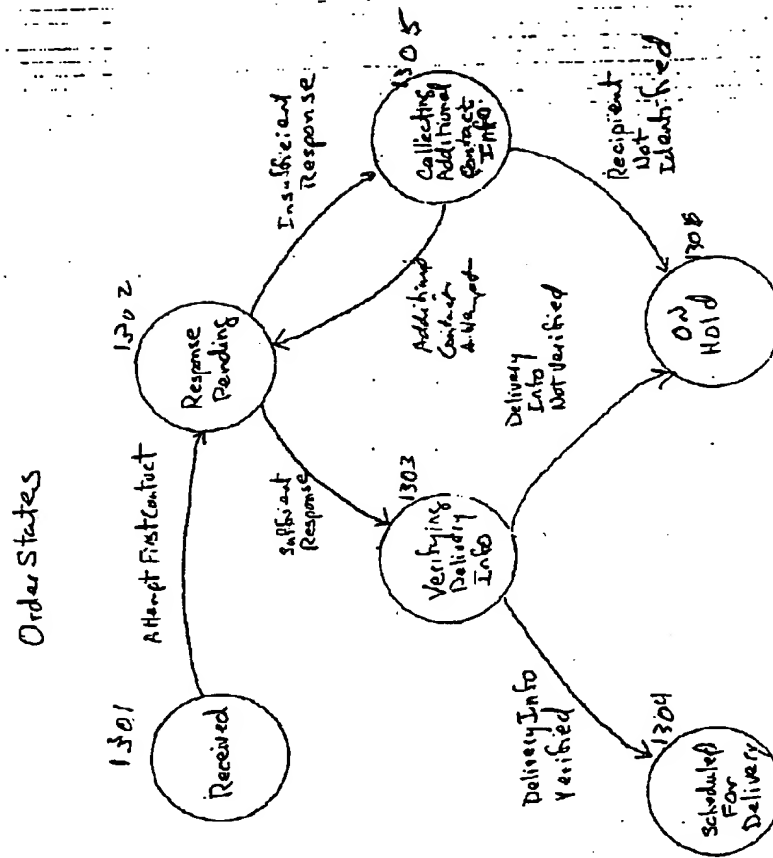 Order States
1301
Received
Attempt First Contact
1302
Response
Pending
Insufficient
Response
1305
Collecting
Additional
Contact
Info.
Additional
Contact
Attempt
Sufficient
Response
1303
Verifying
Delivery
Info
Delivery Info
Verified
1304
Scheduled
For
Delivery
Delivery
Info
Not Verified
Recipient
Not
Identified
ON
Hold